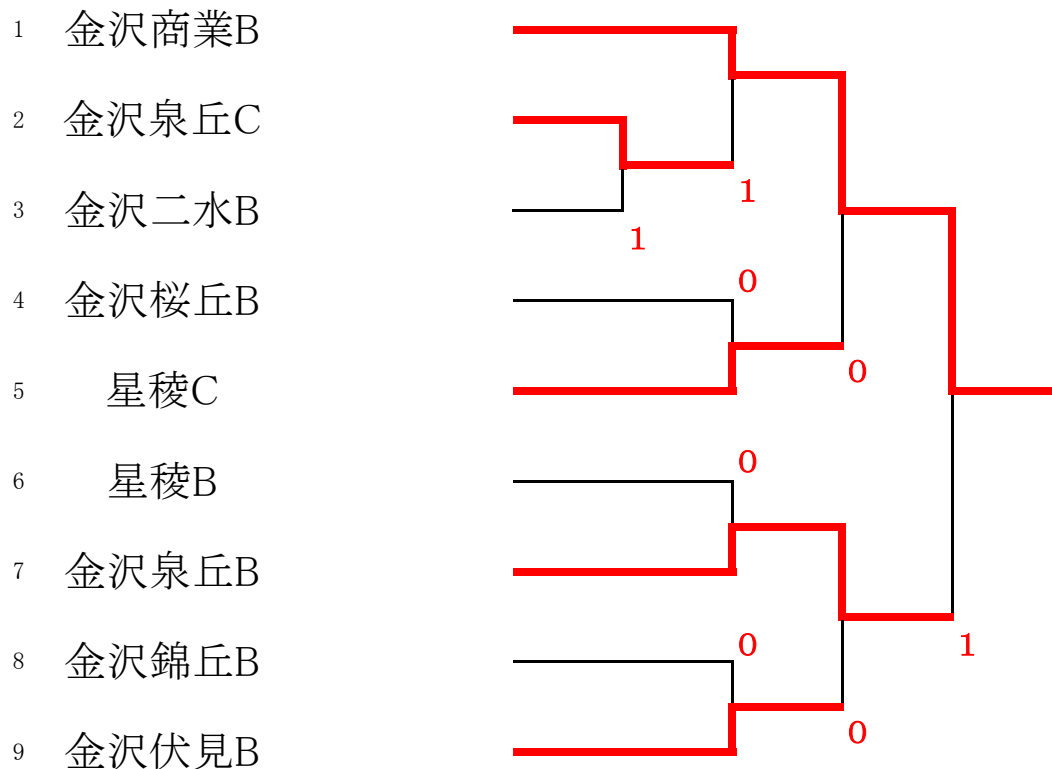 1 金沢商業B
2 金沢泉丘C
1
3 金沢二水B
1
0
4 金沢桜丘B
0
5 星稜C
0
6 星稜B
7 金沢泉丘B
0
1
8 金沢錦丘B
0
9 金沢伏見B